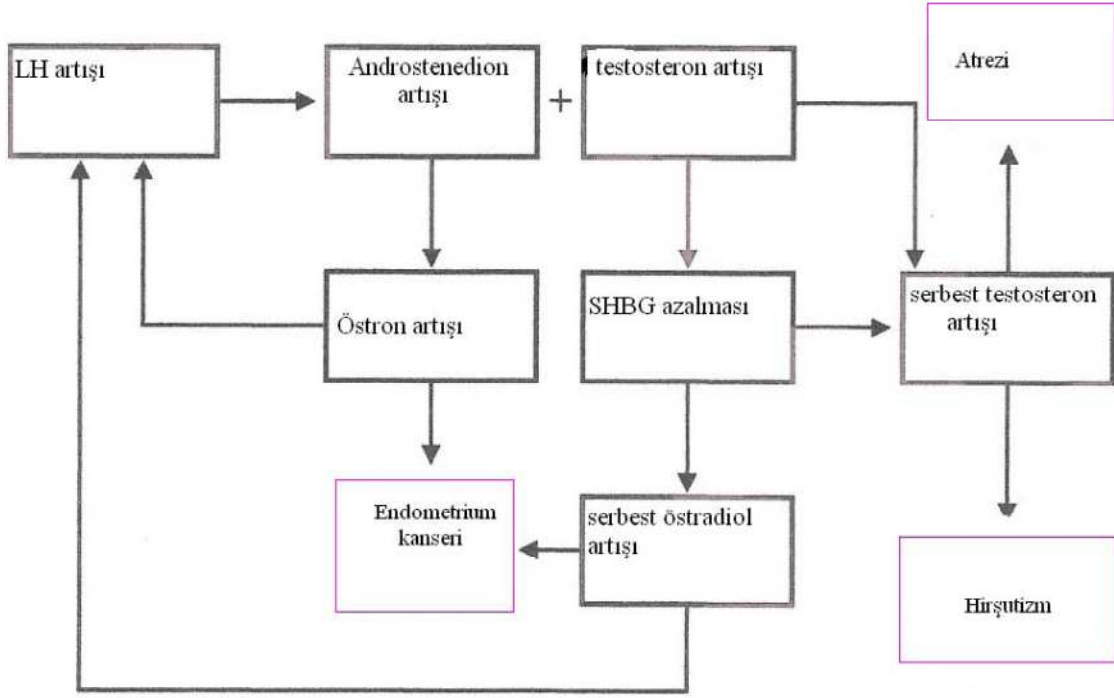 LH artışı
Androstenedion
artışı
+
testosteron artışı
Atrezi
Östron artışı
SHBG azalması
serbest testosteron
artışı
Endometrium
kanseri
serbest östradiol
artışı
Hirşutizm